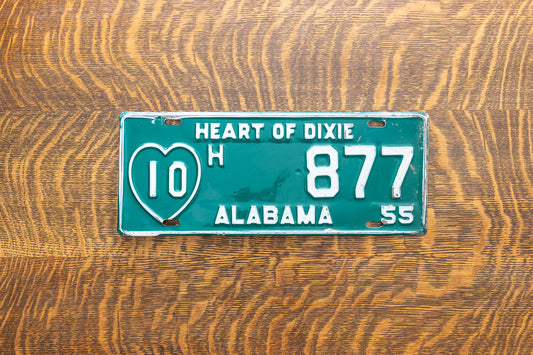 HEART OF DIXIE
10 H 877
ALABAMA 55